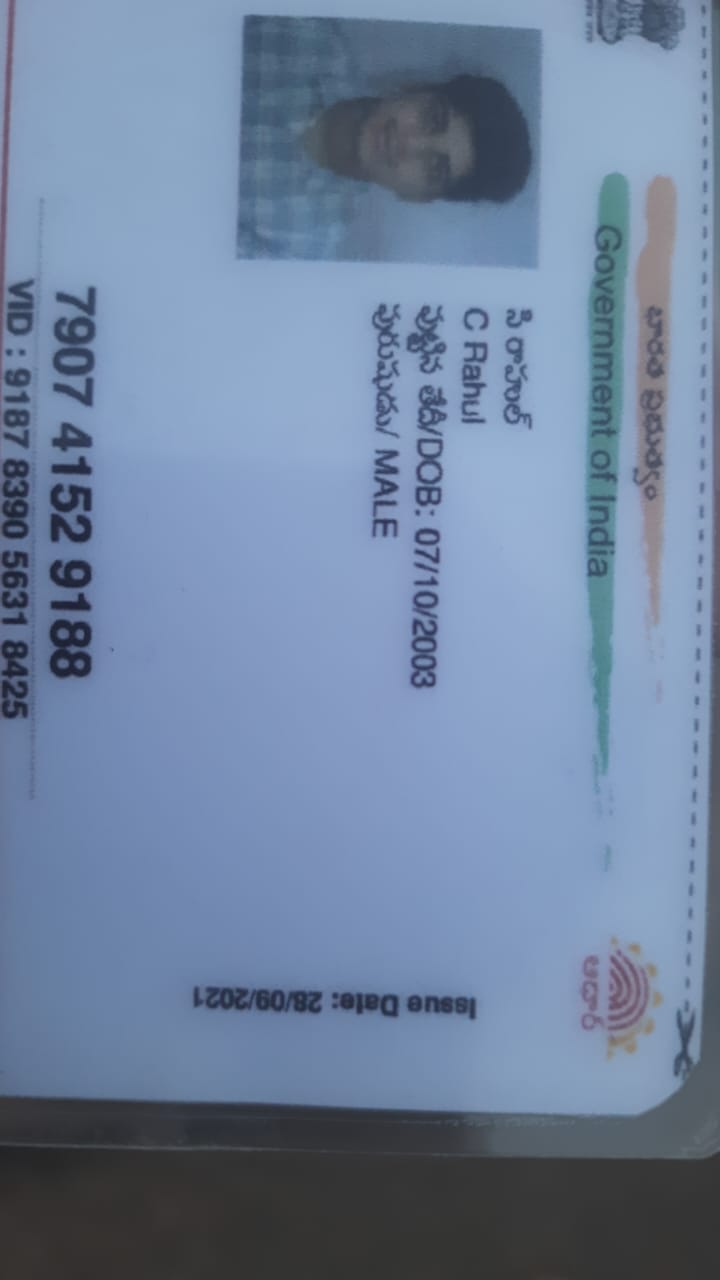 భారత ప్రభుత్వం
Government of India
సి రాహుల్
C Rahul
పుట్టిన తేదీ/DOB: 07/10/2003
పురుషుడు/ MALE
7907 4152 9188
VID : 9187 8390 5631 8425
Issue Date: 28/09/2021
ఆధార్